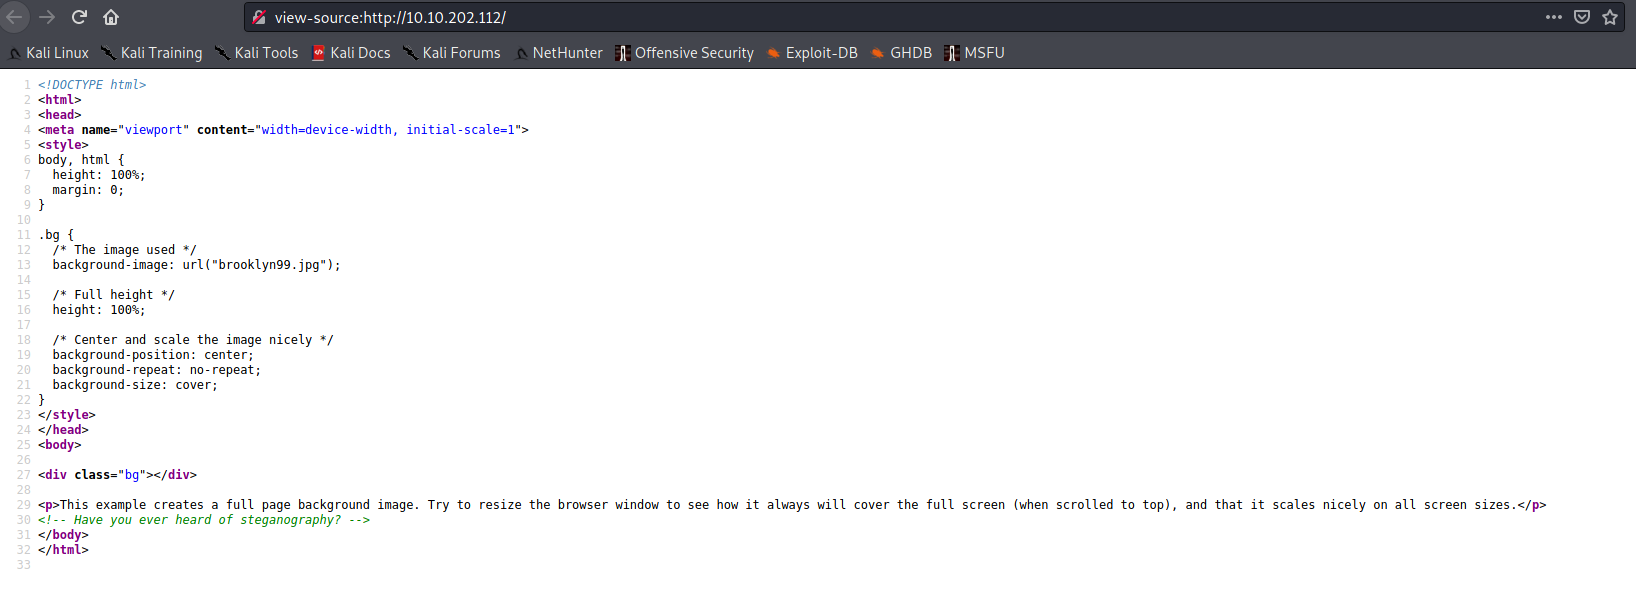 view-source:http://10.10.202.112/
Kali Linux Kali Training Kali Tools Kali Docs Kali Forums NetHunter Offensive Security Exploit-DB GHDB MSFU
1 <!DOCTYPE html>
2 <html>
3 <head>
4 <meta name="viewport" content="width=device-width, initial-scale=1">
5 <style>
6 body, html {
7   height: 100%;
8   margin: 0;
9 }
10
11 .bg {
12   /* The image used */
13   background-image: url("brooklyn99.jpg");
14
15   /* Full height */
16   height: 100%;
17
18   /* Center and scale the image nicely */
19   background-position: center;
20   background-repeat: no-repeat;
21   background-size: cover;
22 }
23 </style>
24 </head>
25 <body>
26
27 <div class="bg"></div>
28
29 <p>This example creates a full page background image. Try to resize the browser window to see how it always will cover the full screen (when scrolled to top), and that it scales nicely on all screen sizes.</p>
30 <!-- Have you ever heard of steganography? -->
31 </body>
32 </html>
33